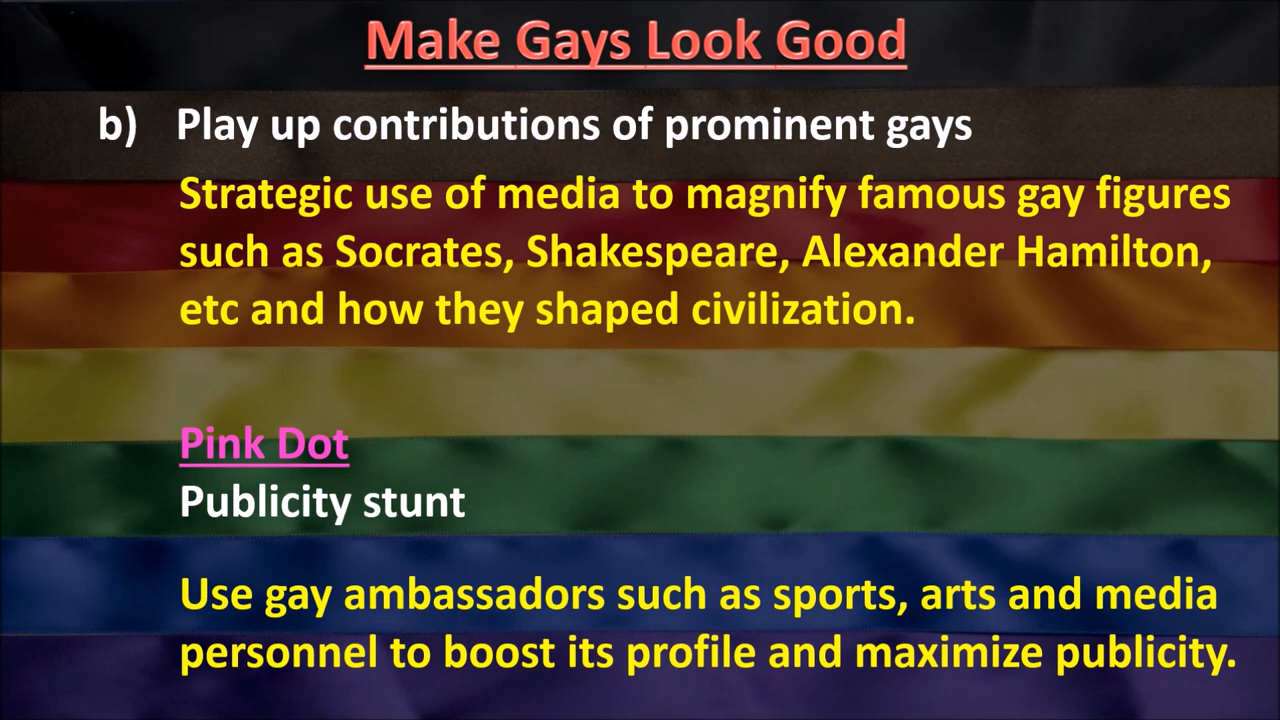 Make Gays Look Good
b) Play up contributions of prominent gays
Strategic use of media to magnify famous gay figures
such as Socrates, Shakespeare, Alexander Hamilton,
etc and how they shaped civilization.
Pink Dot
Publicity stunt
Use gay ambassadors such as sports, arts and media
personnel to boost its profile and maximize publicity.